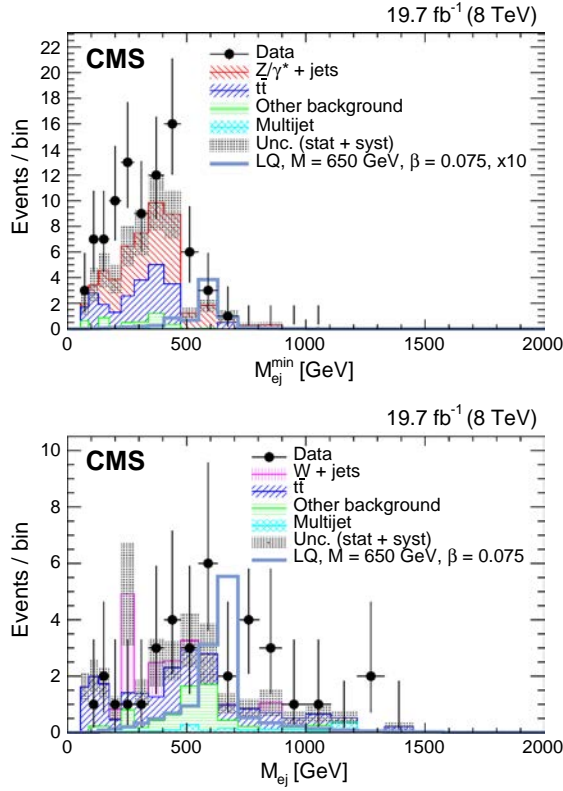 19.7 fb⁻¹ (8 TeV)
CMS
Data
Z/γ* + jets
tt̄
Other background
Multijet
Unc. (stat + syst)
LQ, M = 650 GeV, β = 0.075, x10
Events / bin
22
20
18
16
14
12
10
8
6
4
2
0
0 500 1000 1500 2000
M_ej^min [GeV]
19.7 fb⁻¹ (8 TeV)
CMS
Data
W + jets
tt̄
Other background
Multijet
Unc. (stat + syst)
LQ, M = 650 GeV, β = 0.075
Events / bin
10
8
6
4
2
0
0 500 1000 1500 2000
M_ej [GeV]